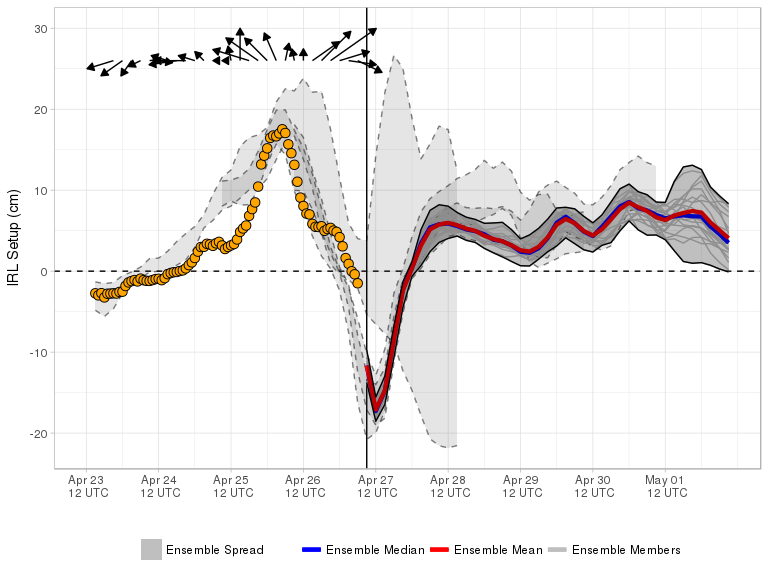 30
20
10
0
-10
-20
IRL Setup (cm)
Apr 23 Apr 24 Apr 25 Apr 26 Apr 27 Apr 28 Apr 29 Apr 30 May 01
12 UTC 12 UTC 12 UTC 12 UTC 12 UTC 12 UTC 12 UTC 12 UTC 12 UTC
Ensemble Spread Ensemble Median Ensemble Mean Ensemble Members